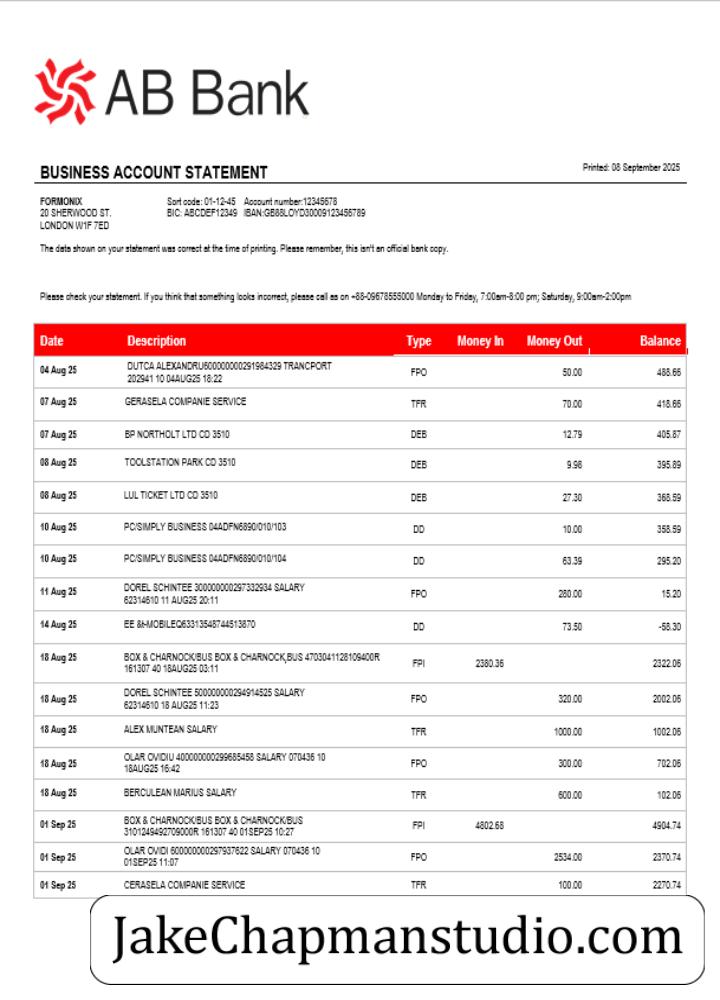 AB Bank
BUSINESS ACCOUNT STATEMENT
Printed: 08 September 2025
FORMONIX Sort code: 01-12-45 Account number:12345678
20 SHERWOOD ST. BIC: ABCDEF12349 IBAN:GB88LOYD30009123456789
LONDON W1F 7ED
The data shown on your statement was correct at the time of printing. Please remember, this isn't an official bank copy.
Please check your statement. If you think that something looks incorrect, please call as on +88-09678555000 Monday to Friday, 7:00am-8:00 pm; Saturday, 9:00am-2:00pm
Date Description Type Money In Money Out Balance
04 Aug 25 DUTCA ALEXANDRU600000000291984329 TRANCPORT
202941 10 04AUG25 18:22 FPO 50.00 488.66
07 Aug 25 GERASELA COMPANIE SERVICE TFR 70.00 418.66
07 Aug 25 BP NORTHOLT LTD CD 3510 DEB 12.79 405.87
08 Aug 25 TOOLSTATION PARK CD 3510 DEB 9.98 395.89
08 Aug 25 LUL TICKET LTD CD 3510 DEB 27.30 368.59
10 Aug 25 PC/SIMPLY BUSINESS 04ADFN6890/010/103 DD 10.00 358.59
10 Aug 25 PC/SIMPLY BUSINESS 04ADFN6890/010/104 DD 63.39 295.20
11 Aug 25 DOREL SCHINTEE 300000000297332934 SALARY
62314610 11 AUG25 20:11 FPO 280.00 15.20
14 Aug 25 EE &t-MOBILEQ63313548744513870 DD 73.50 -58.30
18 Aug 25 BOX & CHARNOCK/BUS BOX & CHARNOCK,BUS 4703041128109400R
161307 40 18AUG25 03:11 FPI 2380.36 2322.06
18 Aug 25 DOREL SCHINTEE 500000000294914525 SALARY
62314610 18 AUG25 11:23 FPO 320.00 2002.06
18 Aug 25 ALEX MUNTEAN SALARY TFR 1000.00 1002.06
18 Aug 25 OLAR OVIDIU 400000000299685458 SALARY 070436 10
18AUG25 16:42 FPO 300.00 702.06
18 Aug 25 BERCULEAN MARIUS SALARY TFR 600.00 102.06
01 Sep 25 BOX & CHARNOCK/BUS BOX & CHARNOCK/BUS
3101249492709000R 161307 40 01SEP25 10:27 FPI 4802.68 4904.74
01 Sep 25 OLAR OVIDI 600000000297937622 SALARY 070436 10
01SEP25 11:07 FPO 2534.00 2370.74
01 Sep 25 CERASELA COMPANIE SERVICE TFR 100.00 2270.74
JakeChapmanstudio.com